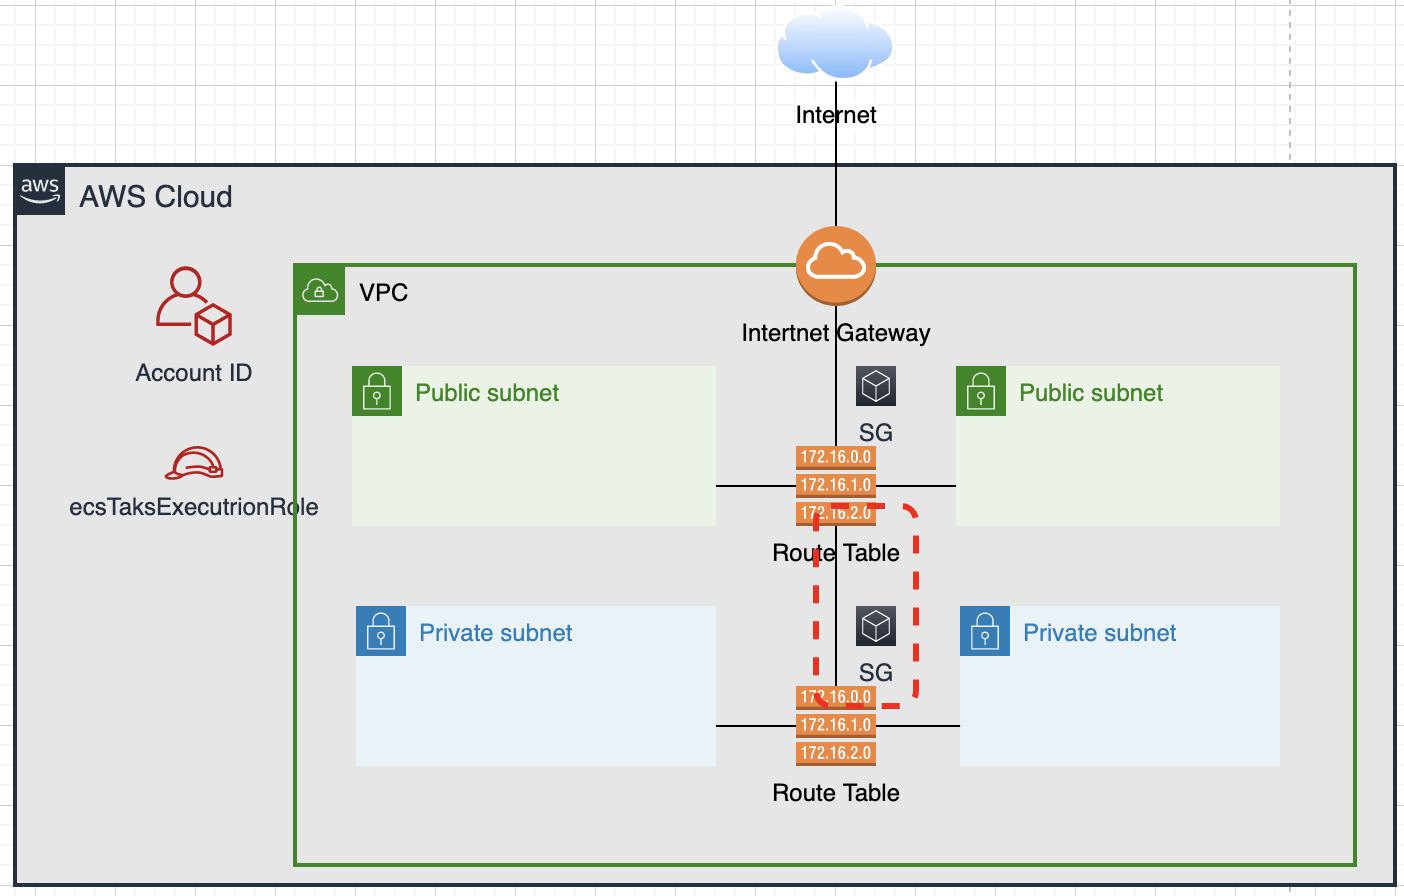 Internet
aws
AWS Cloud
VPC
Intertnet Gateway
Account ID
Public subnet
SG
Public subnet
172.16.0.0
172.16.1.0
172.16.2.0
ecsTaksExecutrionRole
Route Table
Private subnet
SG
Private subnet
172.16.0.0
172.16.1.0
172.16.2.0
Route Table